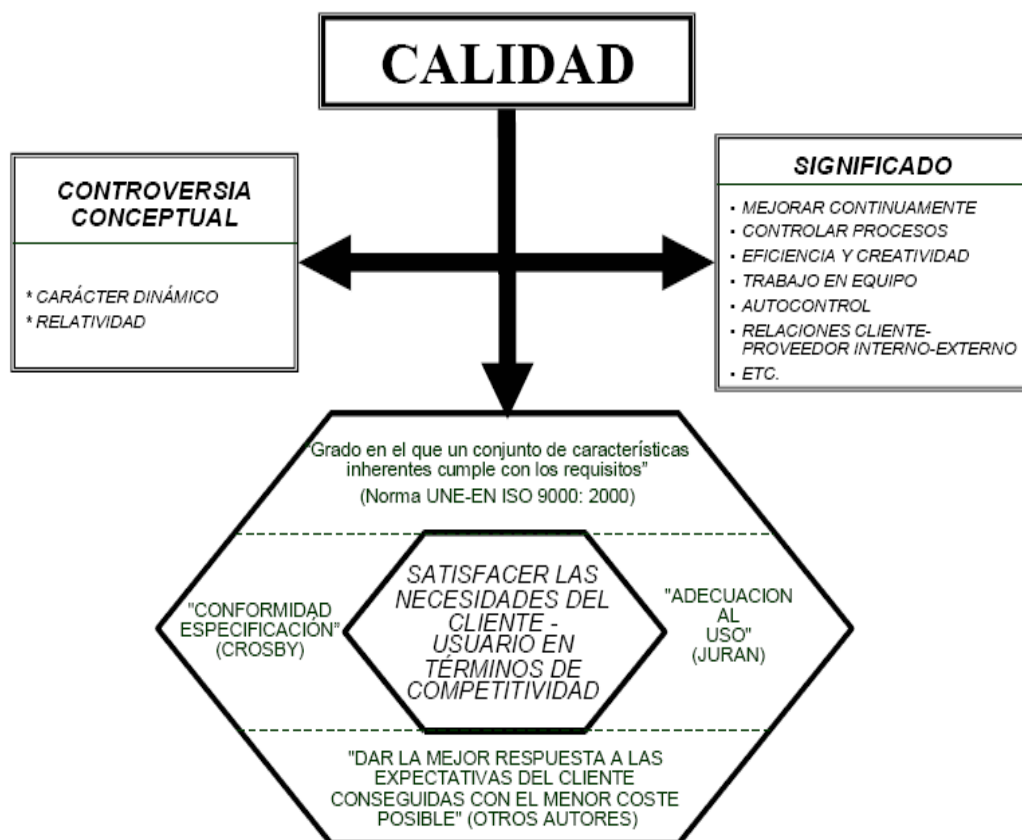 CALIDAD
CONTROVERSIA
CONCEPTUAL
* CARÁCTER DINÁMICO
* RELATIVIDAD
SIGNIFICADO
▪ MEJORAR CONTINUAMENTE
▪ CONTROLAR PROCESOS
▪ EFICIENCIA Y CREATIVIDAD
▪ TRABAJO EN EQUIPO
▪ AUTOCONTROL
▪ RELACIONES CLIENTE-
PROVEEDOR INTERNO-EXTERNO
▪ ETC.
"Grado en el que un conjunto de características
inherentes cumple con los requisitos"
(Norma UNE-EN ISO 9000: 2000)
"CONFORMIDAD
ESPECIFICACIÓN"
(CROSBY)
SATISFACER LAS
NECESIDADES DEL
CLIENTE -
USUARIO EN
TÉRMINOS DE
COMPETITIVIDAD
"ADECUACION
AL
USO"
(JURAN)
"DAR LA MEJOR RESPUESTA A LAS
EXPECTATIVAS DEL CLIENTE
CONSEGUIDAS CON EL MENOR COSTE
POSIBLE" (OTROS AUTORES)